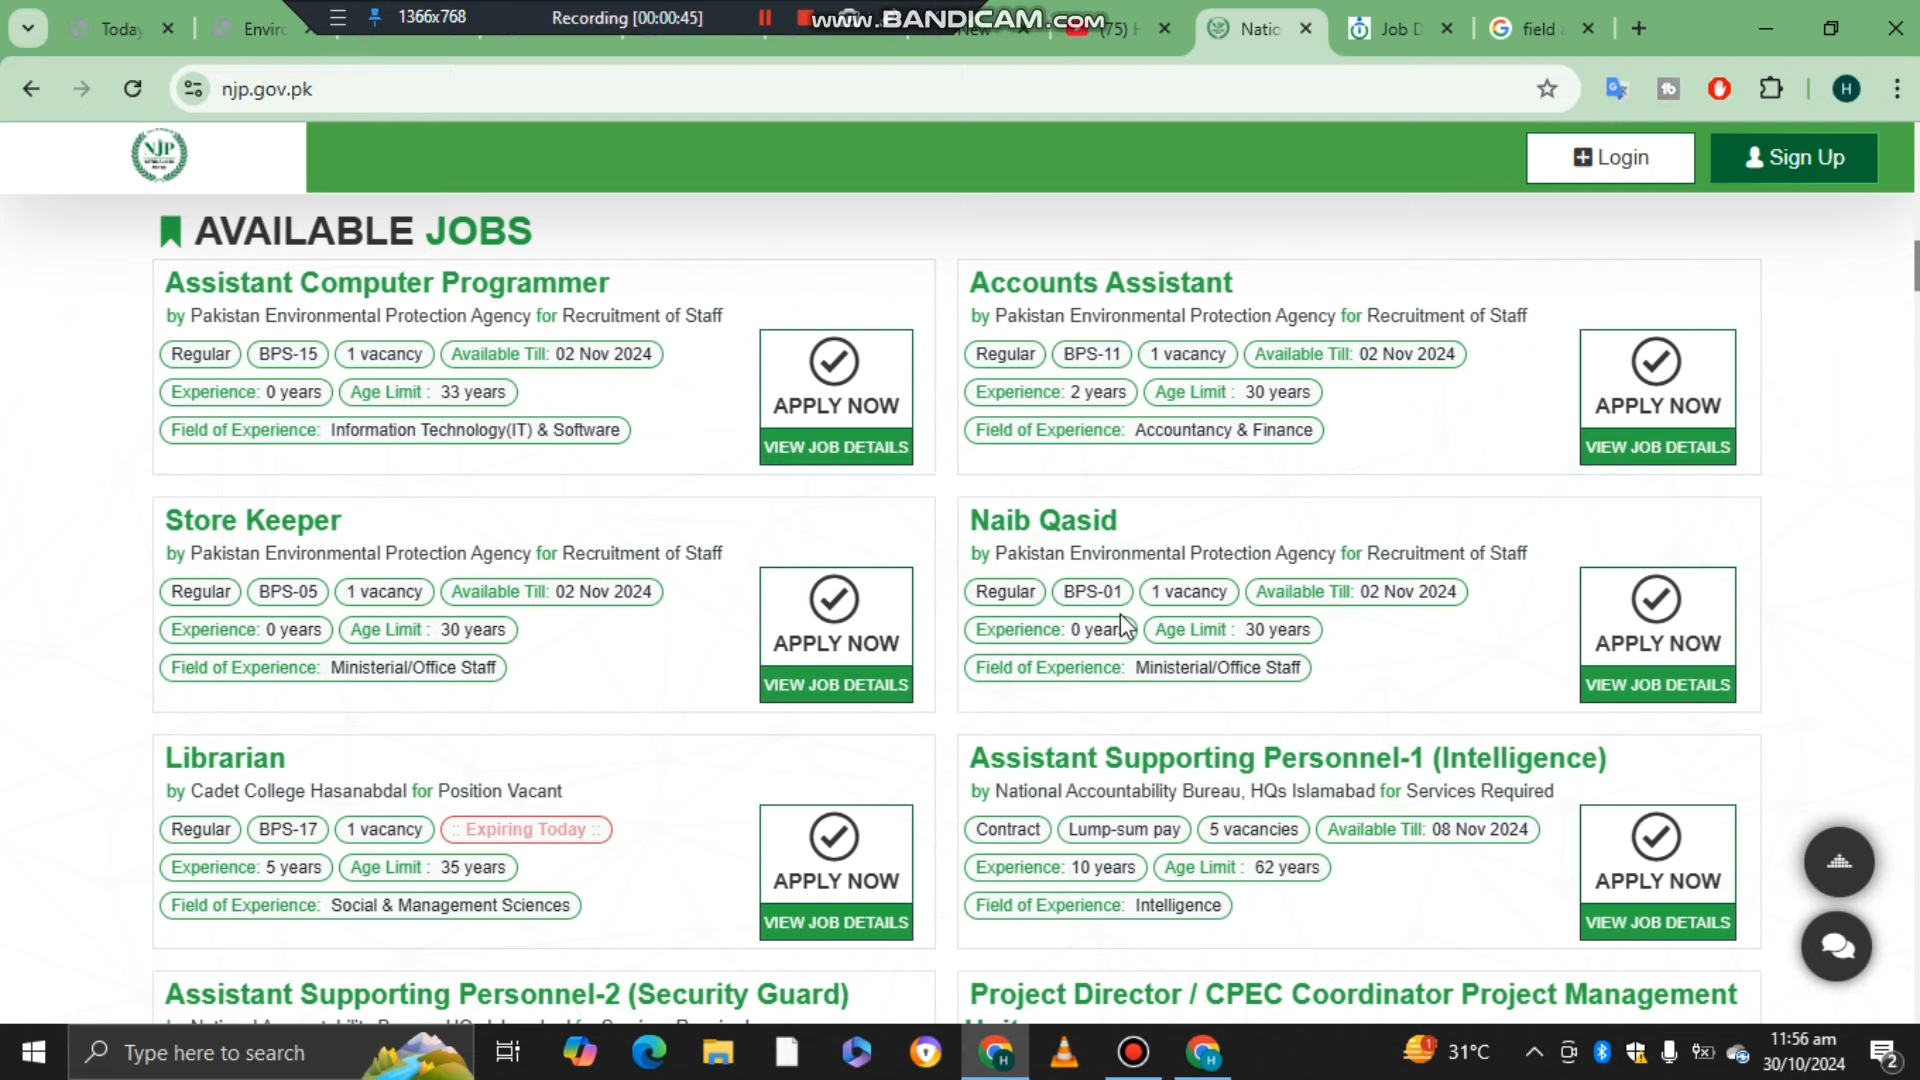 1366x768
Recording [00:00:45]
www.BANDICAM.com
Today
Enviro
New
(75) H
Natio
Job D
field
njp.gov.pk
H
NJP
Login
Sign Up
AVAILABLE JOBS
Assistant Computer Programmer
by Pakistan Environmental Protection Agency for Recruitment of Staff
Regular BPS-15 1 vacancy Available Till: 02 Nov 2024
Experience: 0 years Age Limit : 33 years
Field of Experience: Information Technology(IT) & Software
APPLY NOW
VIEW JOB DETAILS
Accounts Assistant
by Pakistan Environmental Protection Agency for Recruitment of Staff
Regular BPS-11 1 vacancy Available Till: 02 Nov 2024
Experience: 2 years Age Limit : 30 years
Field of Experience: Accountancy & Finance
APPLY NOW
VIEW JOB DETAILS
Store Keeper
by Pakistan Environmental Protection Agency for Recruitment of Staff
Regular BPS-05 1 vacancy Available Till: 02 Nov 2024
Experience: 0 years Age Limit : 30 years
Field of Experience: Ministerial/Office Staff
APPLY NOW
VIEW JOB DETAILS
Naib Qasid
by Pakistan Environmental Protection Agency for Recruitment of Staff
Regular BPS-01 1 vacancy Available Till: 02 Nov 2024
Experience: 0 years Age Limit : 30 years
Field of Experience: Ministerial/Office Staff
APPLY NOW
VIEW JOB DETAILS
Librarian
by Cadet College Hasanabdal for Position Vacant
Regular BPS-17 1 vacancy :: Expiring Today ::
Experience: 5 years Age Limit : 35 years
Field of Experience: Social & Management Sciences
APPLY NOW
VIEW JOB DETAILS
Assistant Supporting Personnel-1 (Intelligence)
by National Accountability Bureau, HQs Islamabad for Services Required
Contract Lump-sum pay 5 vacancies Available Till: 08 Nov 2024
Experience: 10 years Age Limit : 62 years
Field of Experience: Intelligence
APPLY NOW
VIEW JOB DETAILS
Assistant Supporting Personnel-2 (Security Guard)
Project Director / CPEC Coordinator Project Management
Type here to search
31°C
11:56 am
30/10/2024
2